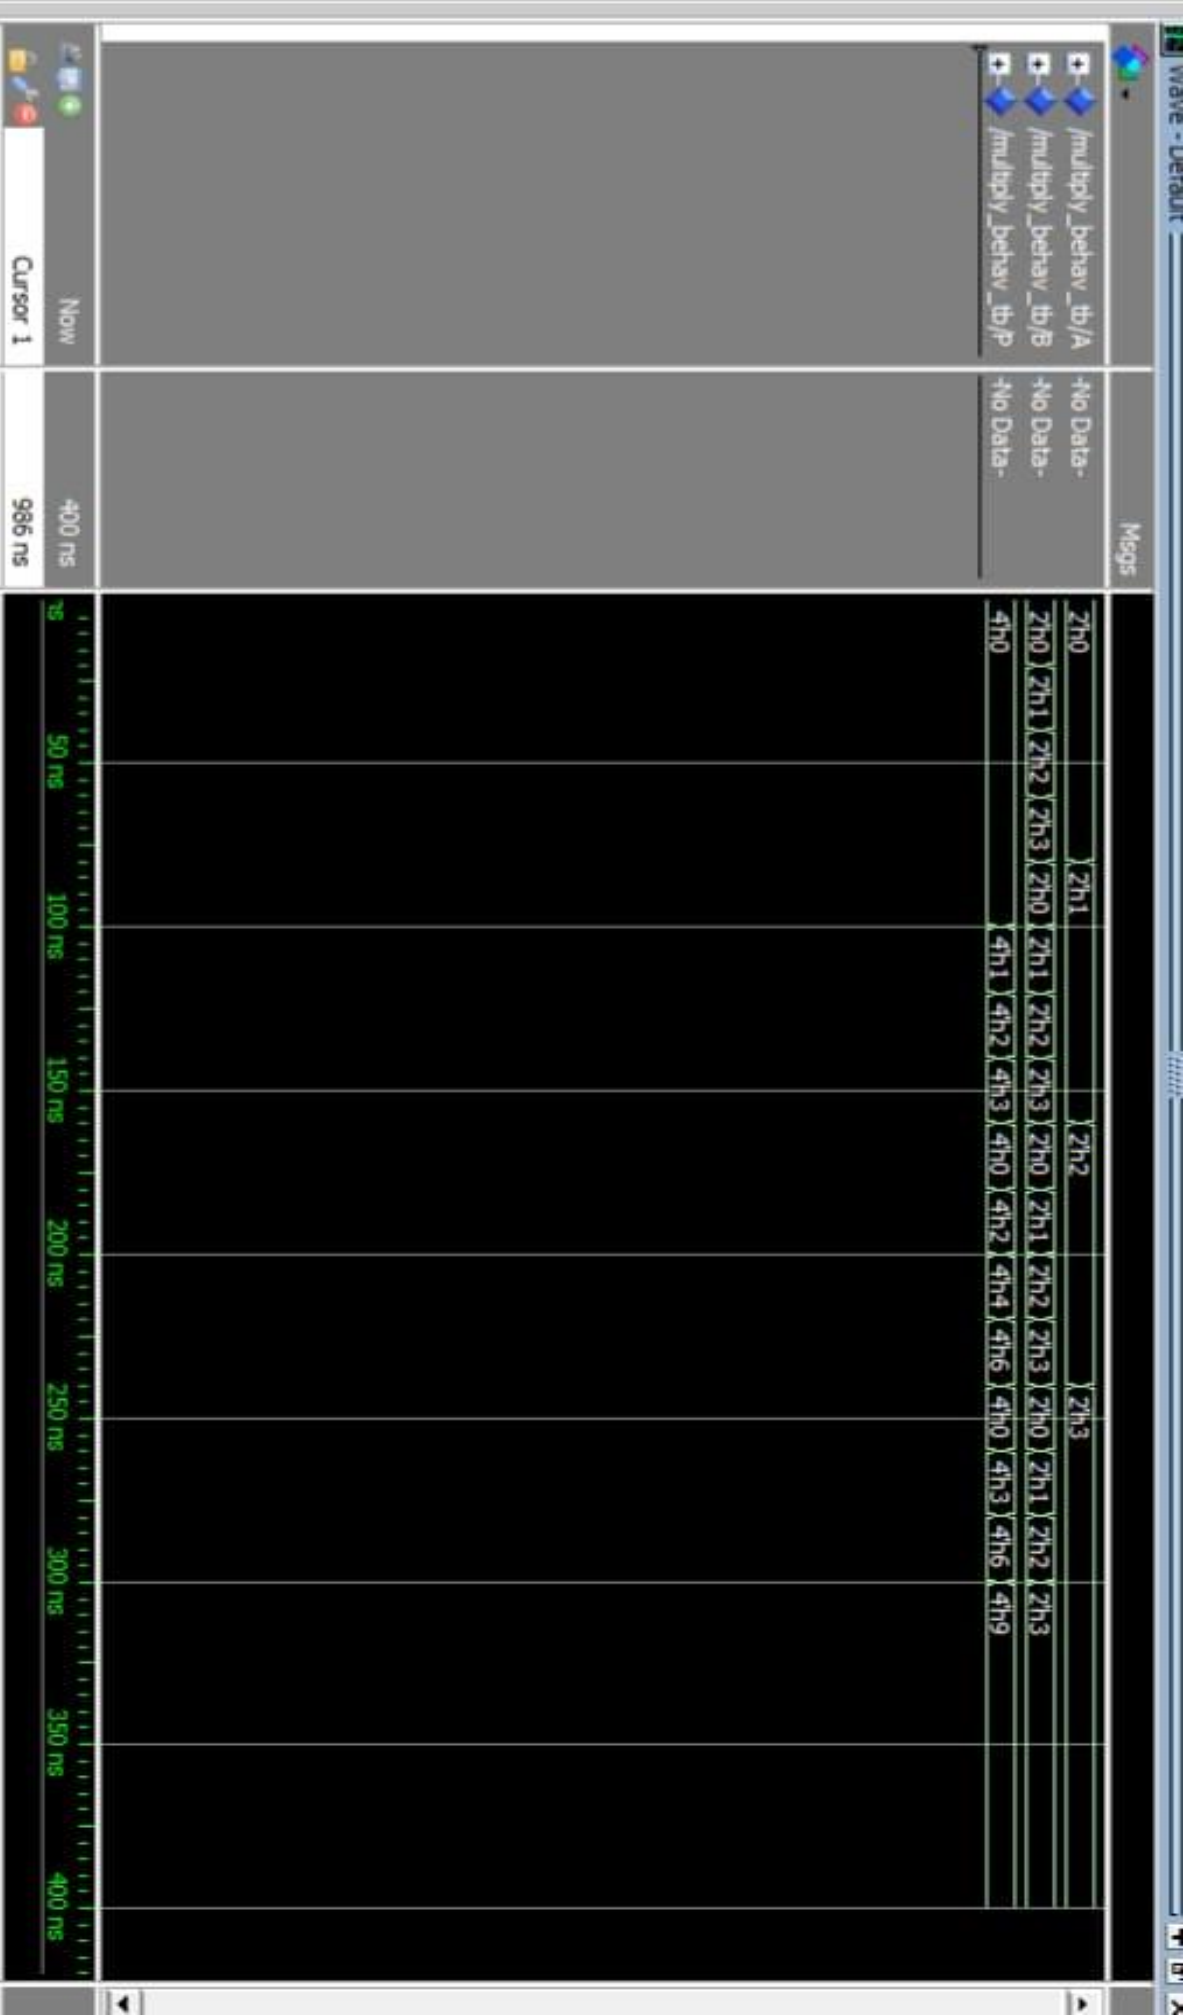 Wave - Default
Msgs
/multiply_behav_tb/A -No Data- 2'h0 2'h1 2'h2 2'h3
/multiply_behav_tb/B -No Data- 2'h0 2'h1 2'h2 2'h3 2'h0 2'h1 2'h2 2'h3 2'h0 2'h1 2'h2 2'h3 2'h0 2'h1 2'h2 2'h3
/multiply_behav_tb/P -No Data- 4'h0 4'h1 4'h2 4'h3 4'h0 4'h2 4'h4 4'h6 4'h0 4'h3 4'h6 4'h9
Now 400 ns ns 50 ns 100 ns 150 ns 200 ns 250 ns 300 ns 350 ns 400 ns
Cursor 1 986 ns